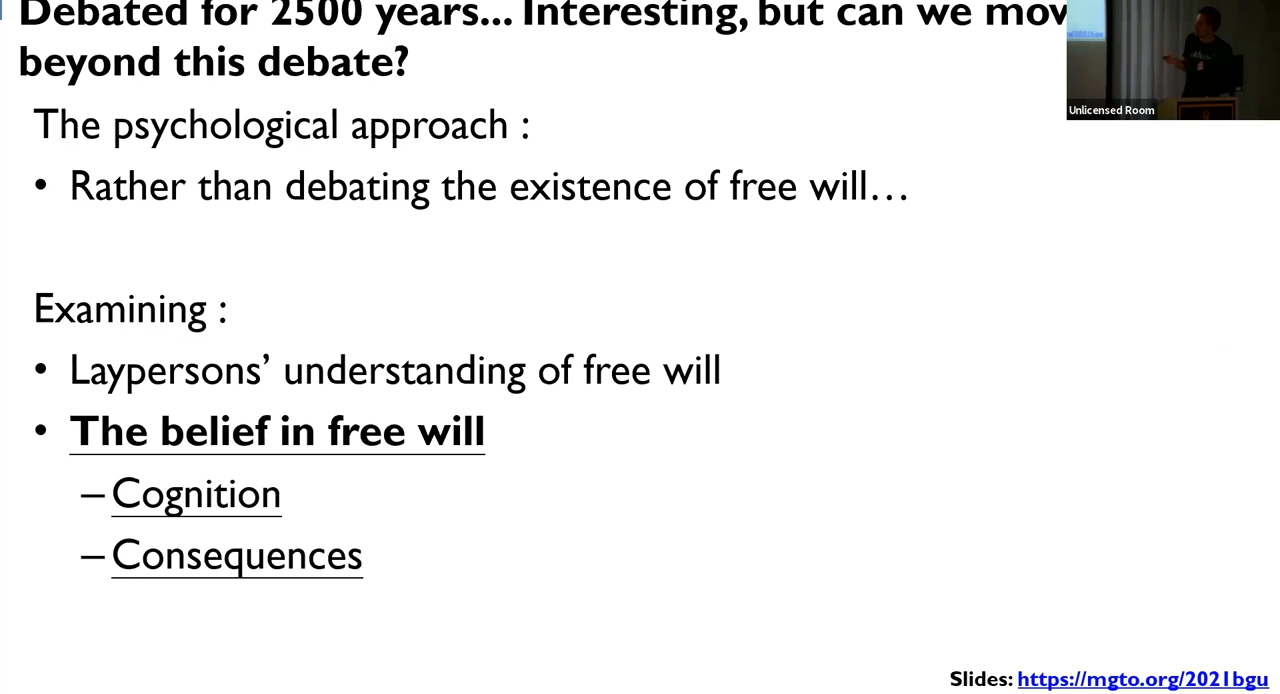 Debated for 2500 years... Interesting, but can we mov
beyond this debate?
Unlicensed Room
The psychological approach :
• Rather than debating the existence of free will…
Examining :
• Laypersons’ understanding of free will
• The belief in free will
– Cognition
– Consequences
Slides: https://mgto.org/2021bgu